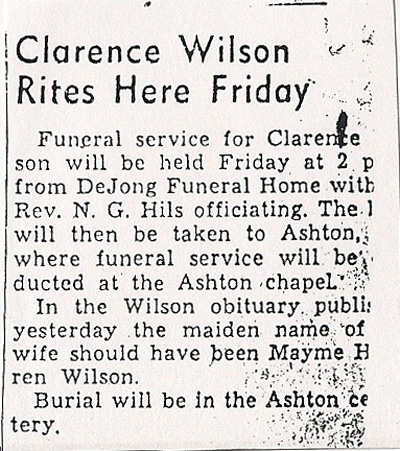 Clarence Wilson
Rites Here Friday
Funeral service for Clarence
son will be held Friday at 2 p
from DeJong Funeral Home with
Rev. N. G. Hils officiating. The
will then be taken to Ashton,
where funeral service will be
ducted at the Ashton chapel.
In the Wilson obituary publis
yesterday the maiden name of
wife should have been Mayme H
ren Wilson.
Burial will be in the Ashton ce
tery.